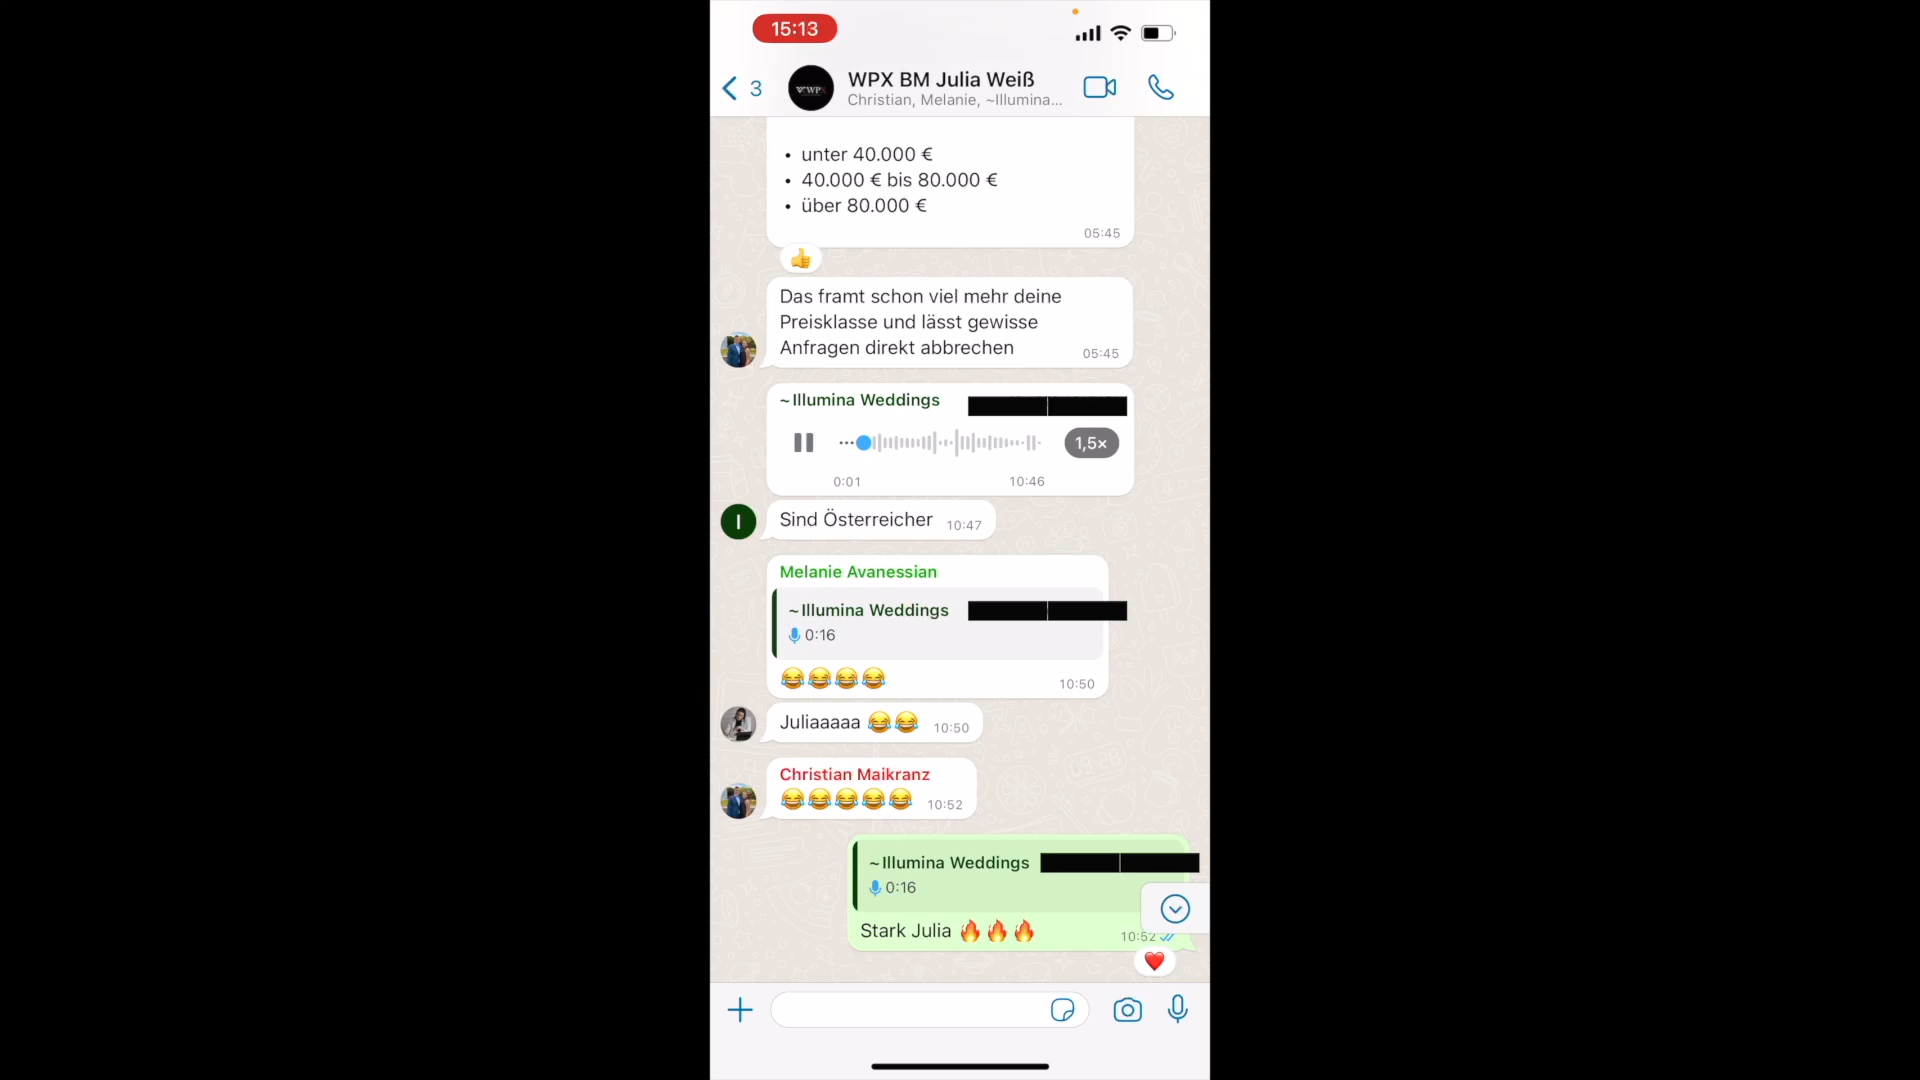 15:13
3
WPX
WPX BM Julia Weiß
Christian, Melanie, ~Illumina...
• unter 40.000 €
• 40.000 € bis 80.000 €
• über 80.000 €
05:45
👍
Das framt schon viel mehr deine
Preisklasse und lässt gewisse
Anfragen direkt abbrechen
05:45
~Illumina Weddings
1,5×
0:01
10:46
I
Sind Österreicher
10:47
Melanie Avanessian
~Illumina Weddings
0:16
😂😂😂😂
10:50
Juliaaaaa 😂😂
10:50
Christian Maikranz
😂😂😂😂😂
10:52
~Illumina Weddings
0:16
Stark Julia 🔥🔥🔥
10:52
❤️